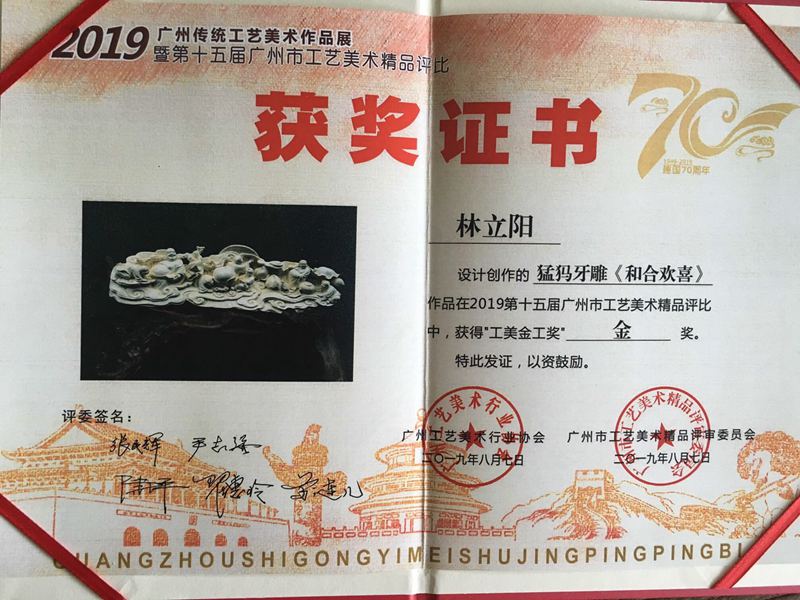 2019 广州传统工艺美术作品展
暨第十五届广州市工艺美术精品评比
获奖证书
70
1949-2019
建国70周年
林立阳
设计创作的 猛犸牙雕《和合欢喜》
作品在2019第十五届广州市工艺美术精品评比
中，获得"工美金工奖" 金 奖。
特此发证，以资鼓励。
评委签名：
广州工艺美术行业协会
二〇一九年八月七日
广州市工艺美术精品评审委员会
二〇一九年八月七日
GUANGZHOUSHIGONGYIMEISHUJINGPINGPINGBI